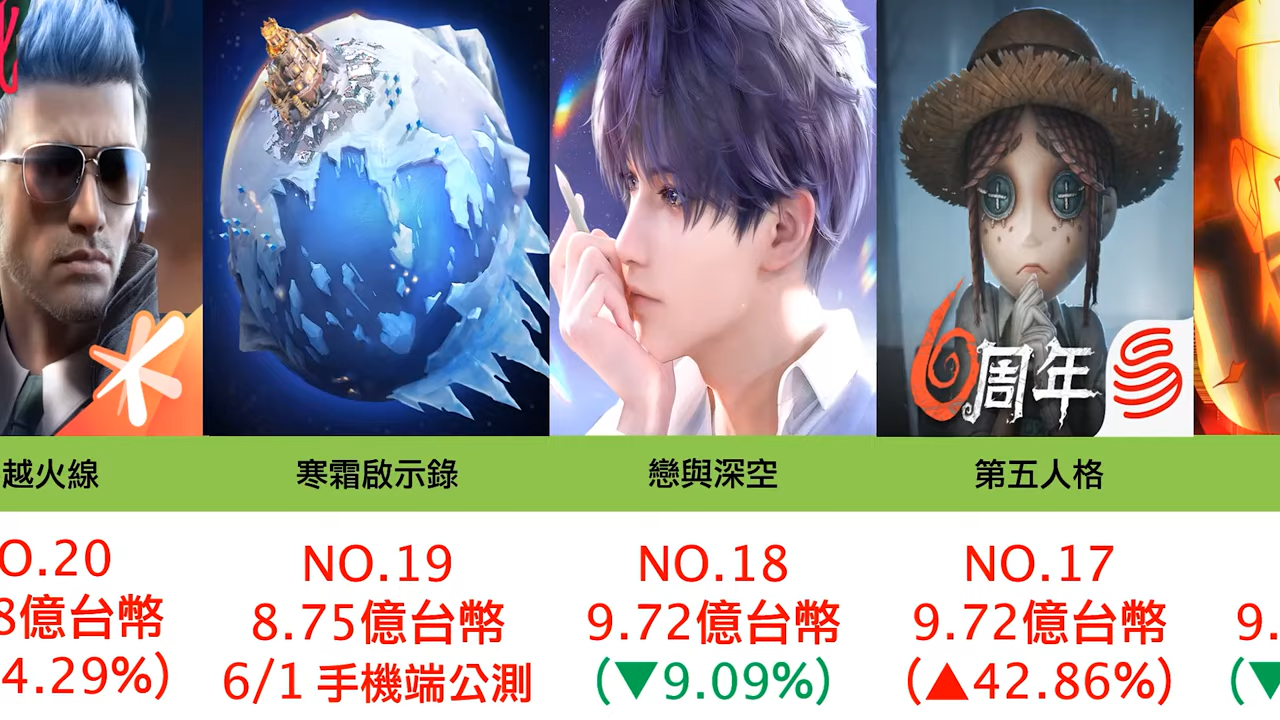 6周年
越火線
寒霜啟示錄
戀與深空
第五人格
O.20
8億台幣
4.29%)
NO.19
8.75億台幣
6/1 手機端公測
NO.18
9.72億台幣
(▼9.09%)
NO.17
9.72億台幣
(▲42.86%)
9.
(▼